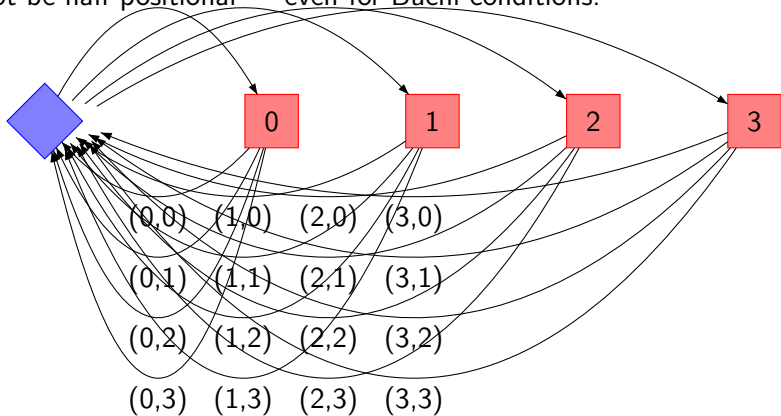 not be half positional — even for Büchi conditions.
0 1 2 3
(0,0) (1,0) (2,0) (3,0)
(0,1) (1,1) (2,1) (3,1)
(0,2) (1,2) (2,2) (3,2)
(0,3) (1,3) (2,3) (3,3)